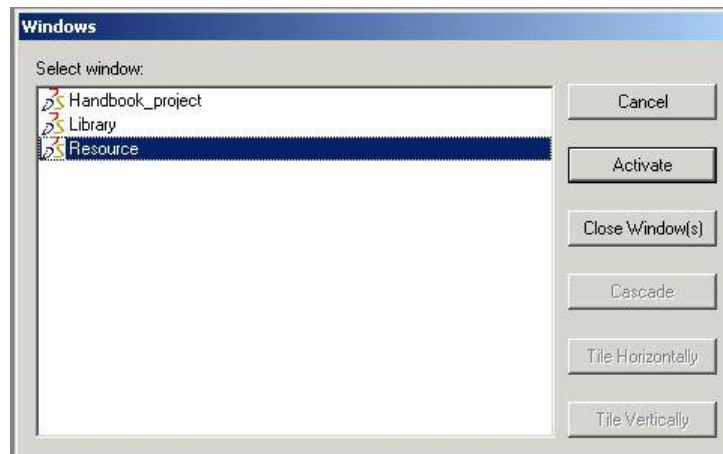 Windows
Select window:
Handbook_project
Library
Resource
Cancel
Activate
Close Window(s)
Cascade
Tile Horizontally
Tile Vertically